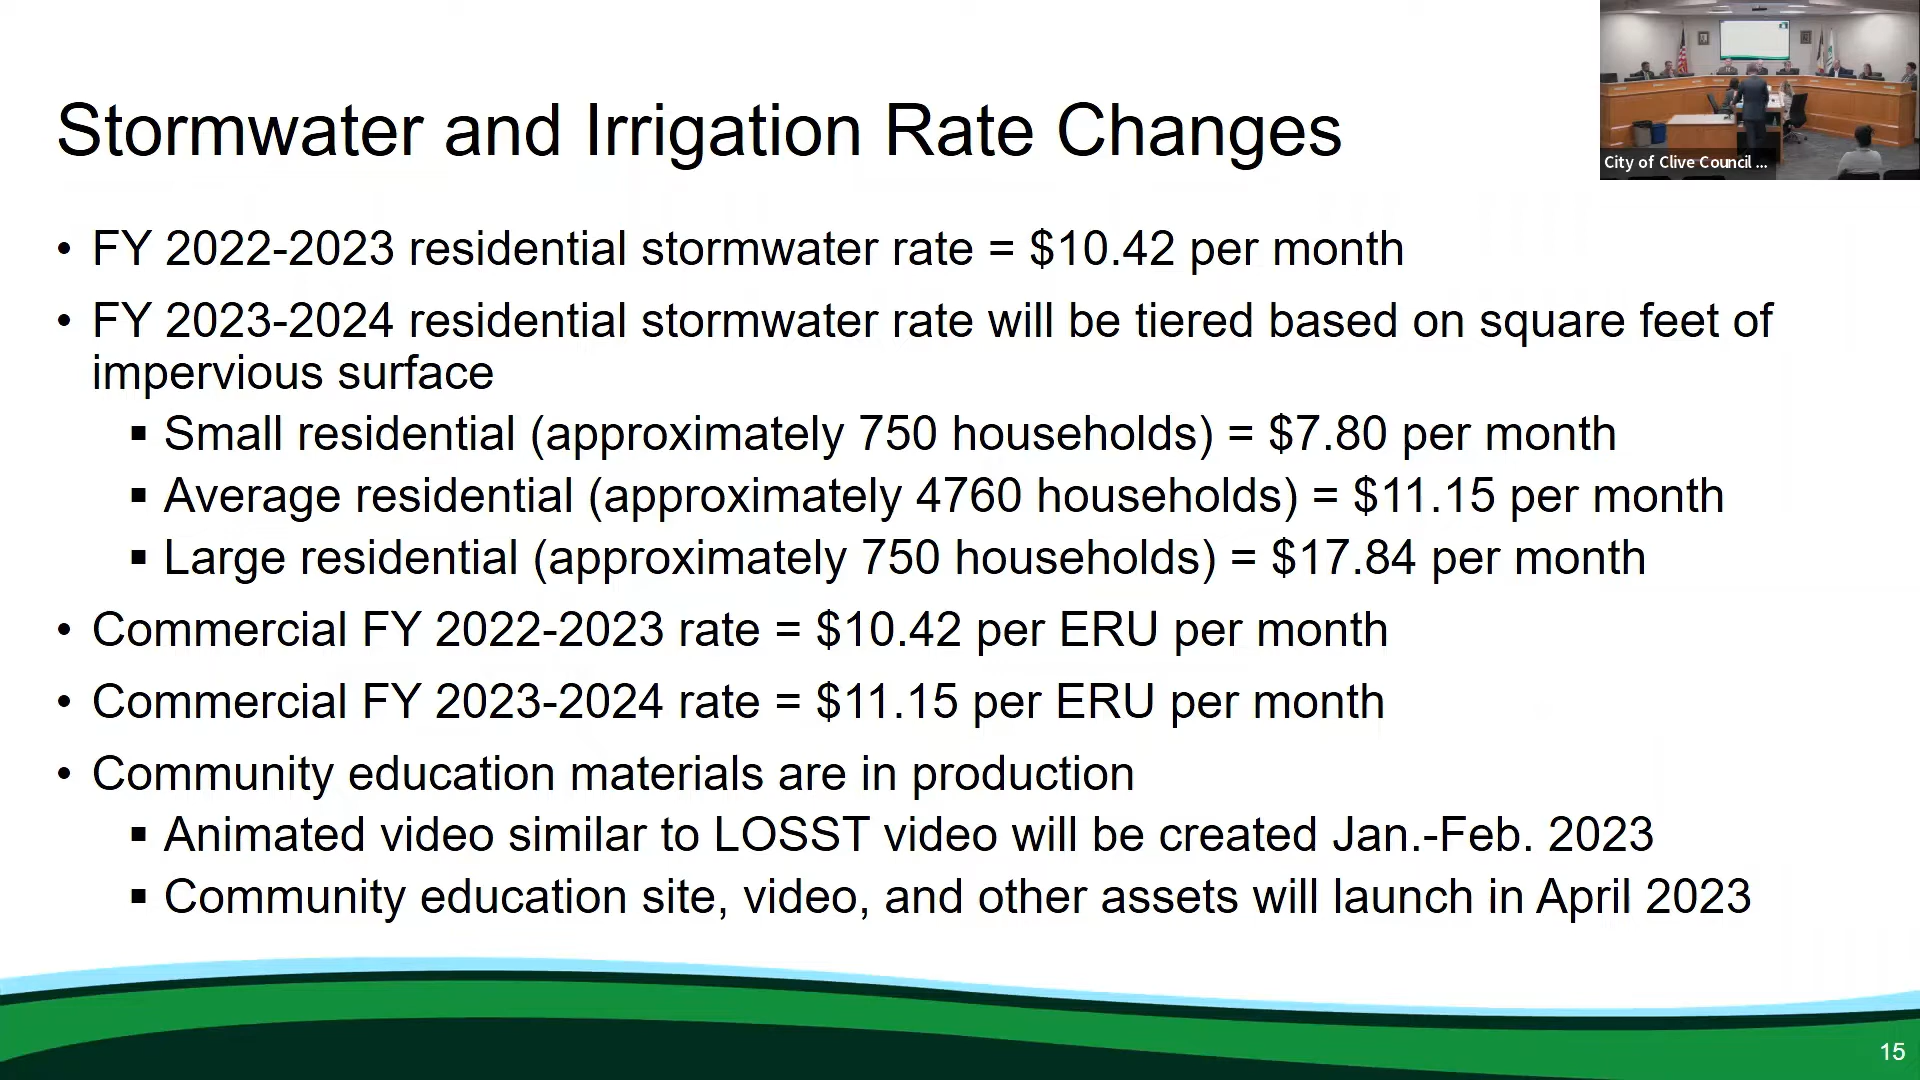 Stormwater and Irrigation Rate Changes
City of Clive Council ...
• FY 2022-2023 residential stormwater rate = $10.42 per month
• FY 2023-2024 residential stormwater rate will be tiered based on square feet of
impervious surface
▪ Small residential (approximately 750 households) = $7.80 per month
▪ Average residential (approximately 4760 households) = $11.15 per month
▪ Large residential (approximately 750 households) = $17.84 per month
• Commercial FY 2022-2023 rate = $10.42 per ERU per month
• Commercial FY 2023-2024 rate = $11.15 per ERU per month
• Community education materials are in production
▪ Animated video similar to LOSST video will be created Jan.-Feb. 2023
▪ Community education site, video, and other assets will launch in April 2023
15